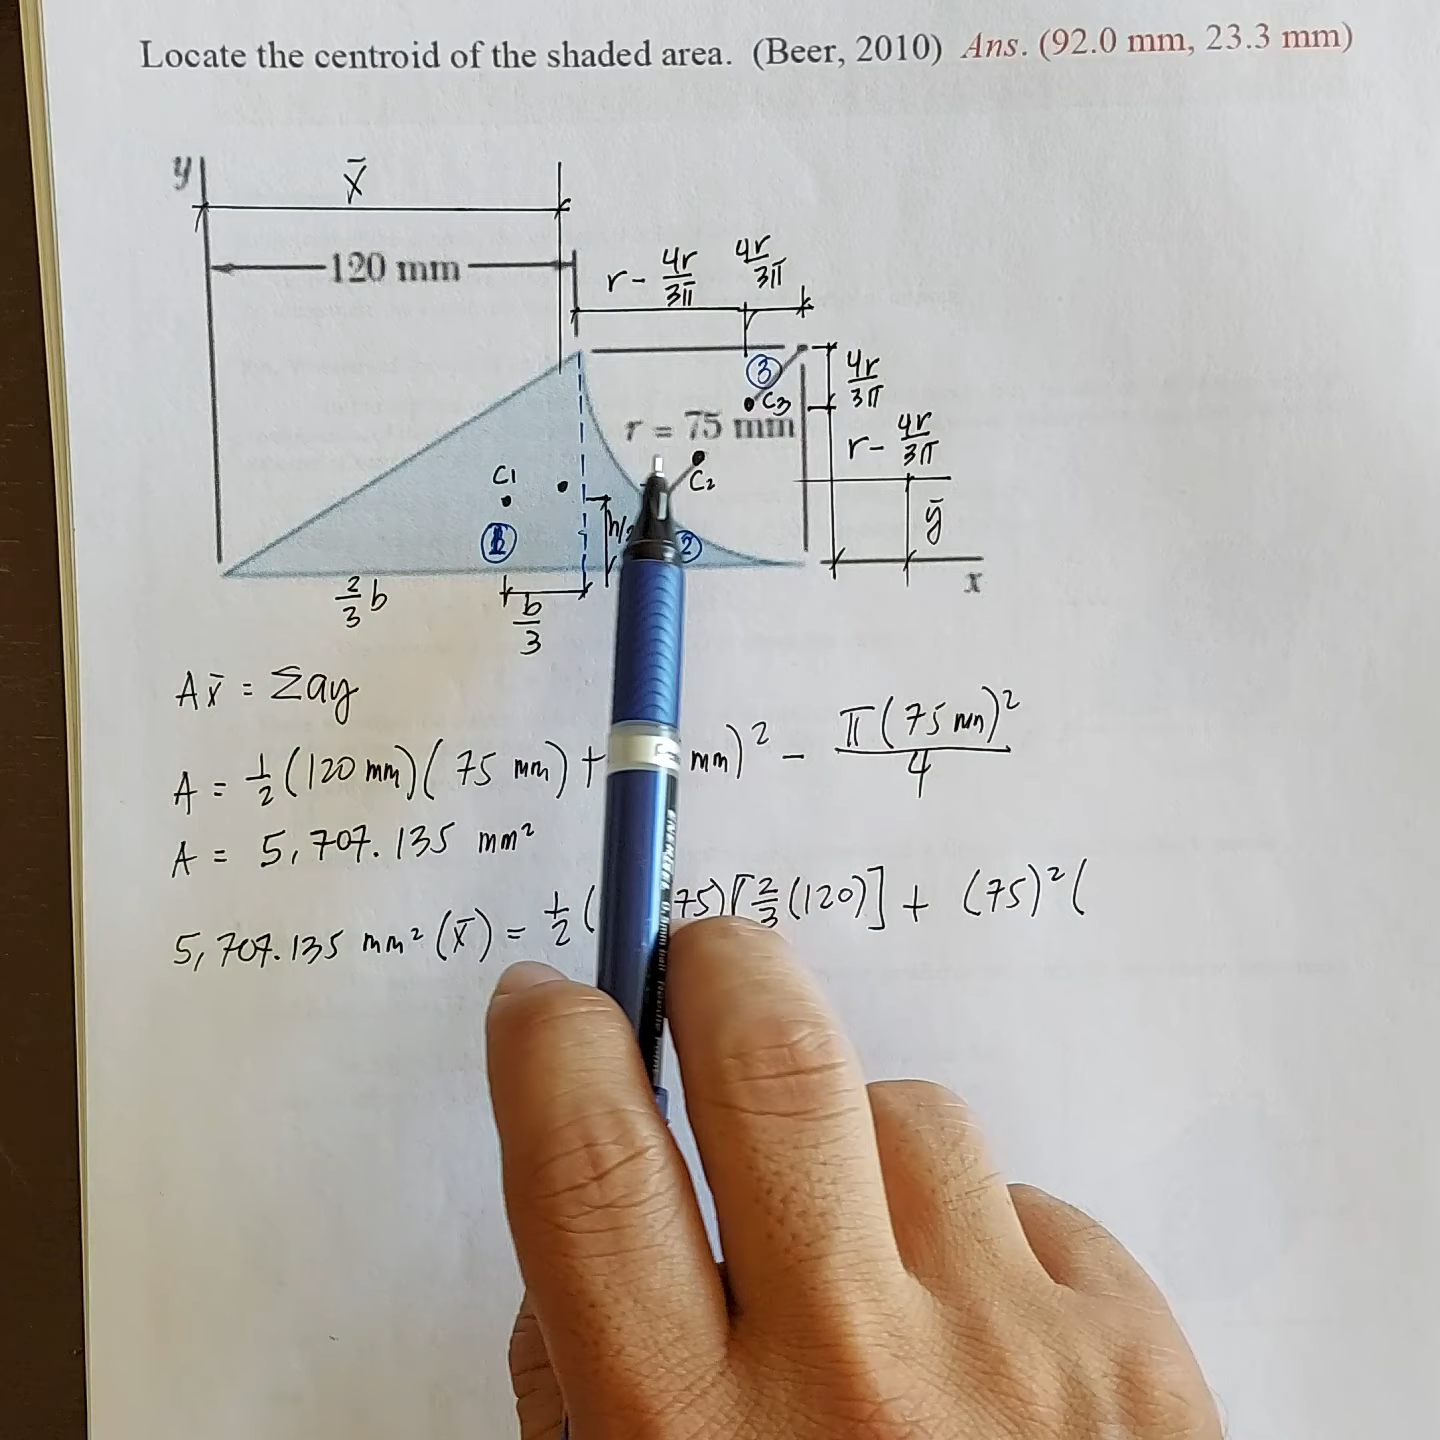 Locate the centroid of the shaded area. (Beer, 2010) Ans. (92.0 mm, 23.3 mm)
y
x̄
120 mm
r - 4r/3π
4r/3π
3
C3
4r/3π
r = 75 mm
r - 4r/3π
C1
C2
ȳ
h/
2
2/3 b
b/3
x
Ax̄ = Σay
A = 1/2 (120 mm)(75 mm) + mm)² - π(75 mm)²/4
A = 5,707.135 mm²
5,707.135 mm² (x̄) = 1/2 ( 75)[2/3 (120)] + (75)² (
ENERGEL